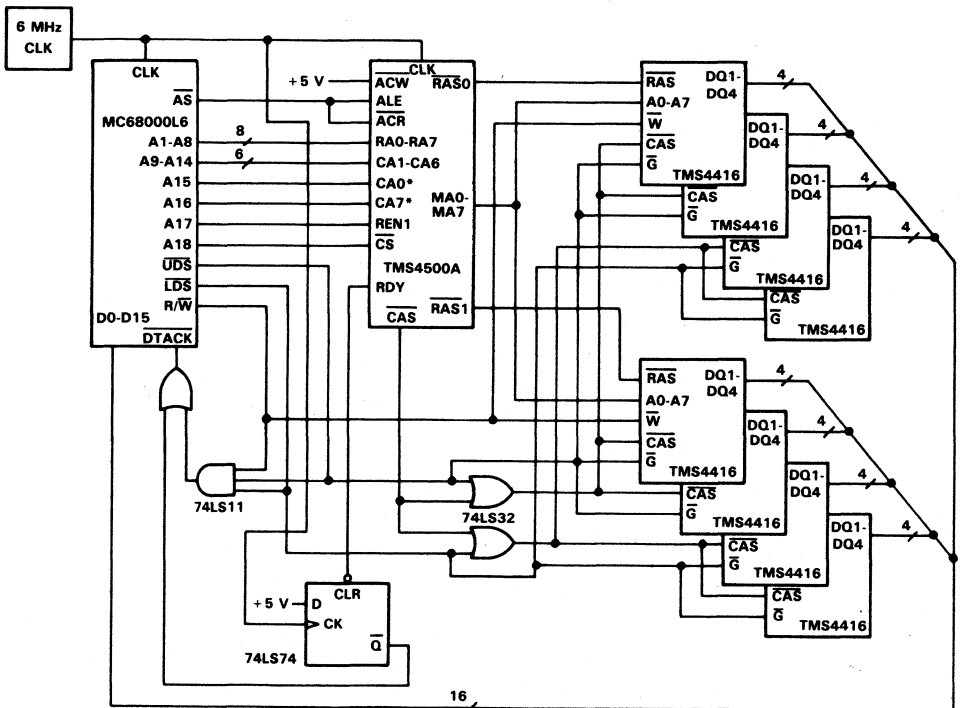 6 MHz
CLK
CLK
AS
MC68000L6
A1-A8
A9-A14
A15
A16
A17
A18
UDS
LDS
R/W
D0-D15
DTACK
8
6
+5 V
CLK
ACW
RAS0
ALE
ACR
RA0-RA7
CA1-CA6
CA0*
MA0-
MA7
CA7*
REN1
CS
TMS4500A
RDY
RAS1
CAS
RAS
DQ1-
DQ4
A0-A7
W
CAS
G
TMS4416
4
DQ1-
DQ4
CAS
G
TMS4416
4
DQ1-
DQ4
CAS
G
TMS4416
4
DQ1-
DQ4
CAS
G
TMS4416
4
RAS
DQ1-
DQ4
A0-A7
W
CAS
G
TMS4416
4
DQ1-
DQ4
CAS
G
TMS4416
4
DQ1-
DQ4
CAS
G
TMS4416
4
DQ1-
DQ4
CAS
G
TMS4416
4
74LS11
74LS32
+5 V
D
CLR
CK
Q
74LS74
16